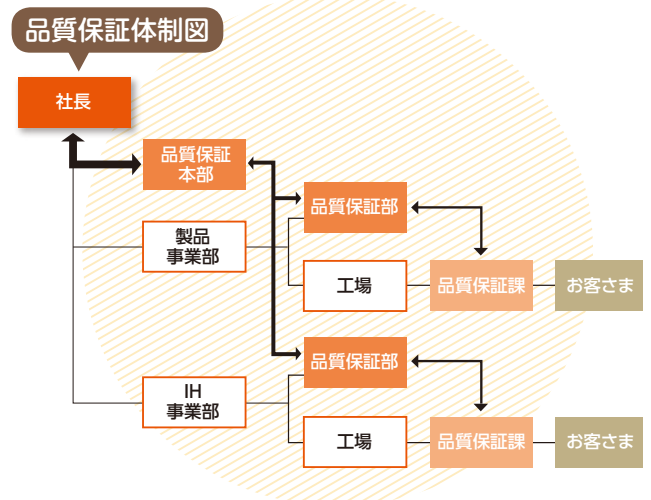 品質保証体制図
社長
品質保証
本部
品質保証部
製品
事業部
工場
品質保証課
お客さま
品質保証部
IH
事業部
工場
品質保証課
お客さま